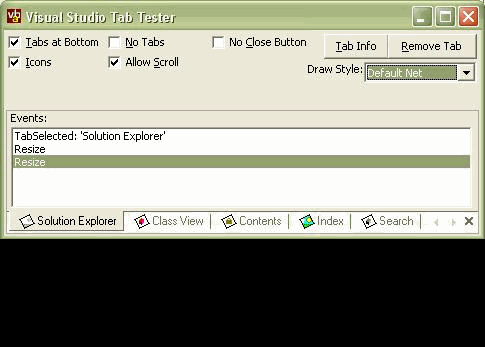 Visual Studio Tab Tester
Tabs at Bottom No Tabs No Close Button Tab Info Remove Tab
Icons Allow Scroll Draw Style: Default Net
Events:
TabSelected: 'Solution Explorer'
Resize
Resize
Solution Explorer Class View Contents Index Search